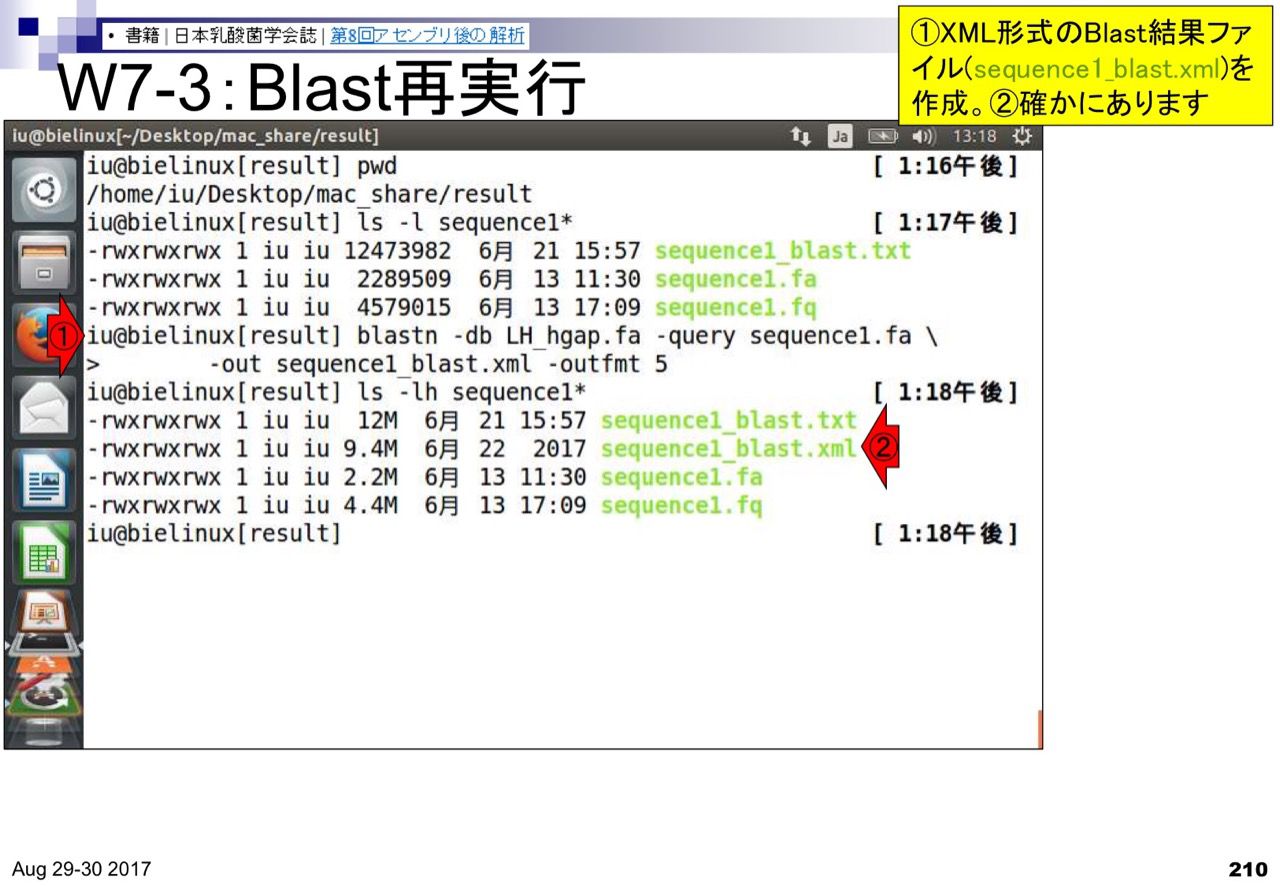 • 書籍 | 日本乳酸菌学会誌 | 第8回アセンブリ後の解析
W7-3：Blast再実行
①XML形式のBlast結果ファ
イル(sequence1_blast.xml)を
作成。②確かにあります
iu@bielinux[~/Desktop/mac_share/result]
Ja 13:18
iu@bielinux[result] pwd [ 1:16午後]
/home/iu/Desktop/mac_share/result
iu@bielinux[result] ls -l sequence1* [ 1:17午後]
-rwxrwxrwx 1 iu iu 12473982 6月 21 15:57 sequence1_blast.txt
-rwxrwxrwx 1 iu iu 2289509 6月 13 11:30 sequence1.fa
-rwxrwxrwx 1 iu iu 4579015 6月 13 17:09 sequence1.fq
① iu@bielinux[result] blastn -db LH_hgap.fa -query sequence1.fa \
> -out sequence1_blast.xml -outfmt 5
iu@bielinux[result] ls -lh sequence1* [ 1:18午後]
-rwxrwxrwx 1 iu iu 12M 6月 21 15:57 sequence1_blast.txt
-rwxrwxrwx 1 iu iu 9.4M 6月 22 2017 sequence1_blast.xml ②
-rwxrwxrwx 1 iu iu 2.2M 6月 13 11:30 sequence1.fa
-rwxrwxrwx 1 iu iu 4.4M 6月 13 17:09 sequence1.fq
iu@bielinux[result] [ 1:18午後]
Aug 29-30 2017
210